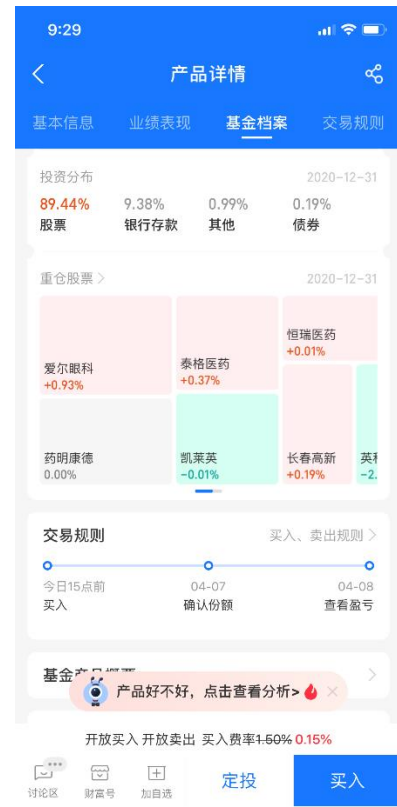 9:29
产品详情
基本信息 业绩表现 基金档案 交易规则
投资分布 2020-12-31
89.44% 9.38% 0.99% 0.19%
股票 银行存款 其他 债券
重仓股票 2020-12-31
恒瑞医药
+0.01%
爱尔眼科 泰格医药
+0.93% +0.37%
药明康德 凯莱英 长春高新 英
0.00% -0.01% +0.19% -2.
交易规则 买入、卖出规则
今日15点前 04-07 04-08
买入 确认份额 查看盈亏
基金产品概要
产品好不好，点击查看分析>
开放买入 开放卖出 买入费率1.50% 0.15%
讨论区 财富号 加自选 定投 买入